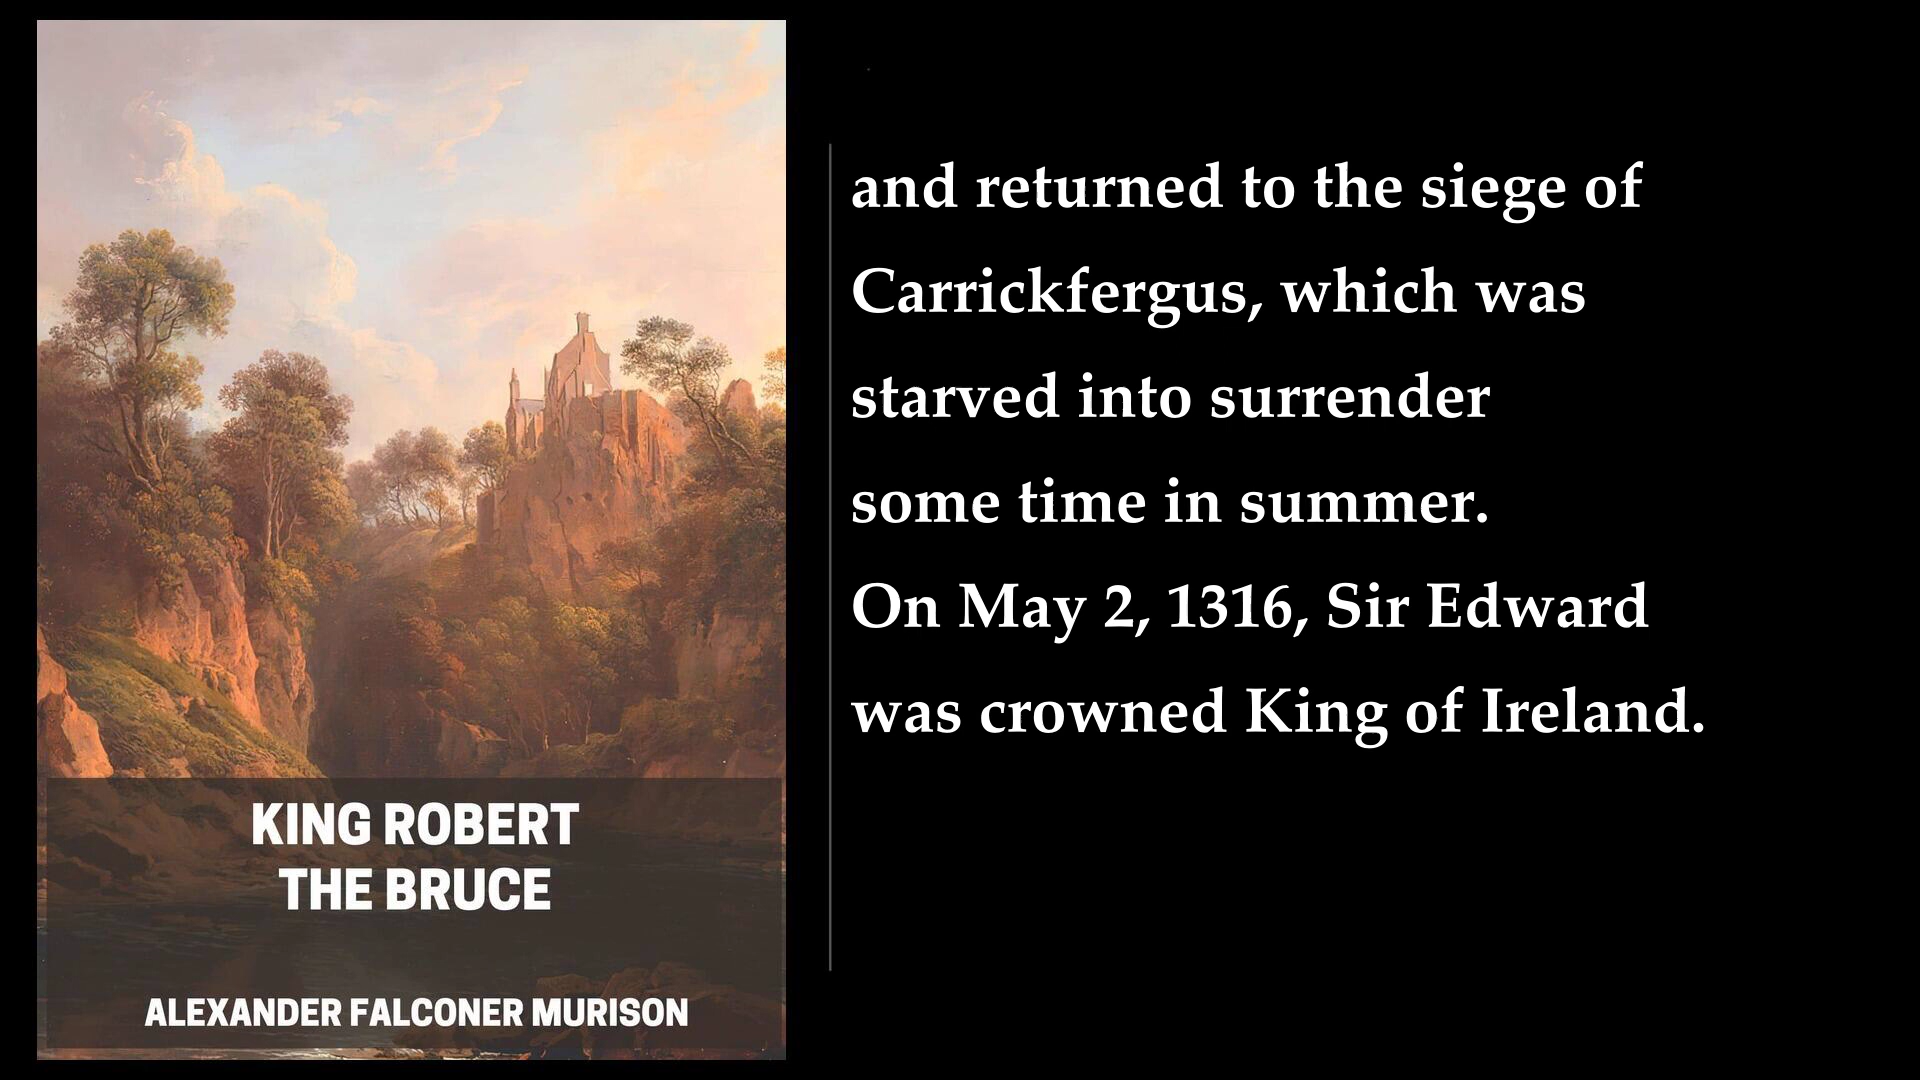 KING ROBERT
THE BRUCE
ALEXANDER FALCONER MURISON
and returned to the siege of
Carrickfergus, which was
starved into surrender
some time in summer.
On May 2, 1316, Sir Edward
was crowned King of Ireland.